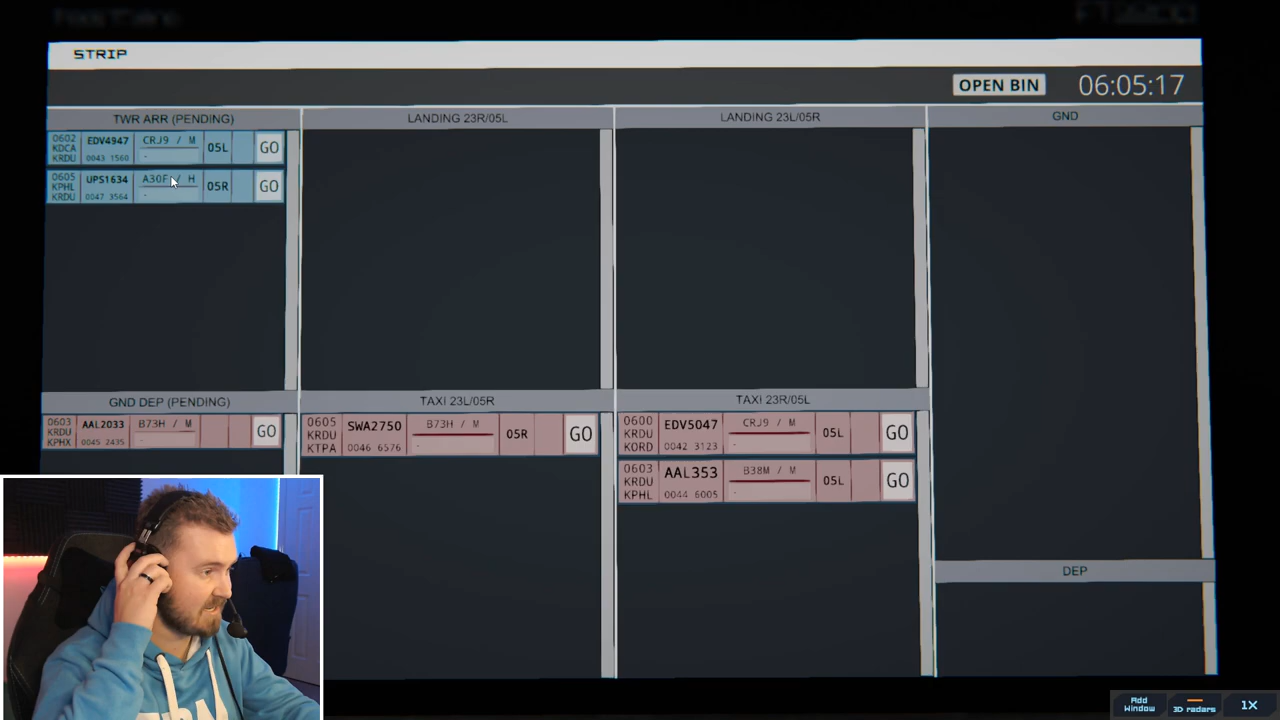 STRIP
OPEN BIN 06:05:17
TWR ARR (PENDING)
0602 EDV4947 CRJ9 / M 05L GO
KDCA
KRDU 0043 1560 -
0605 UPS1634 A30F / H 05R GO
KPHL
KRDU 0047 3564 -
LANDING 23R/05L
LANDING 23L/05R
GND
GND DEP (PENDING)
0603 AAL2033 B73H / M GO
KRDU
KPHX 0045 2435 -
TAXI 23L/05R
0605 SWA2750 B73H / M 05R GO
KRDU
KTPA 0046 6576 -
TAXI 23R/05L
0600 EDV5047 CRJ9 / M 05L GO
KRDU
KORD 0042 3123 -
0603 AAL353 B38M / M 05L GO
KRDU
KPHL 0044 6005 -
DEP
Add Window
3D radars
1X